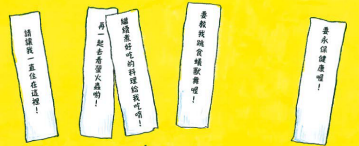 要永保健康喔！
要教我跳食蟻獸舞喔！
繼續煮好吃的料理給我吃唷！
再一起去看螢火蟲喲！
請讓我一直住在這裡！